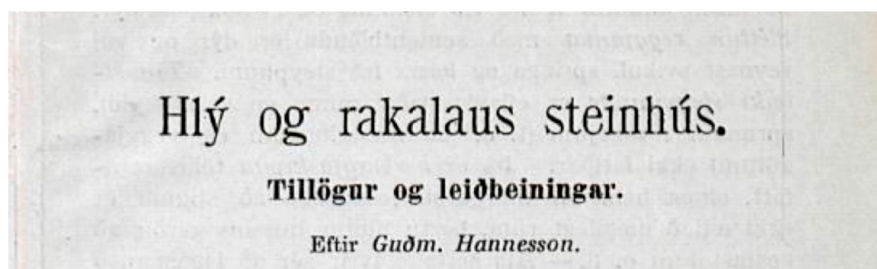 Hlý og rakalaus steinhús.
Tillögur og leiðbeiningar.
Eftir Guðm. Hannesson.